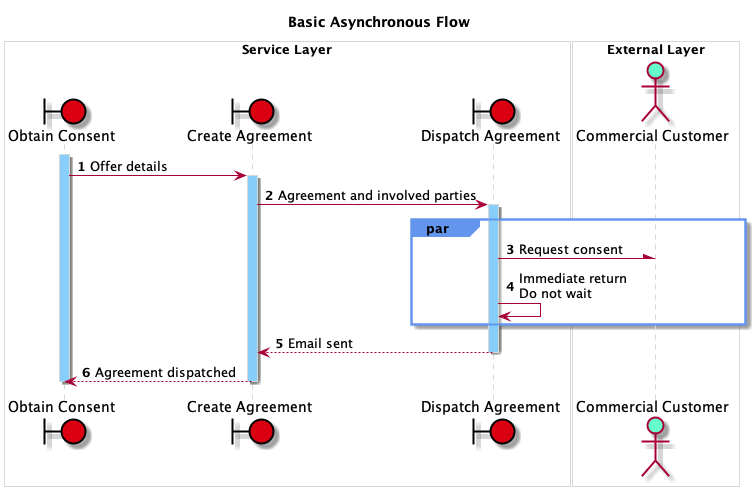 Basic Asynchronous Flow
Service Layer
External Layer
Obtain Consent
Create Agreement
Dispatch Agreement
Commercial Customer
1 Offer details
2 Agreement and involved parties
par
3 Request consent
4 Immediate return
Do not wait
5 Email sent
6 Agreement dispatched
Obtain Consent
Create Agreement
Dispatch Agreement
Commercial Customer